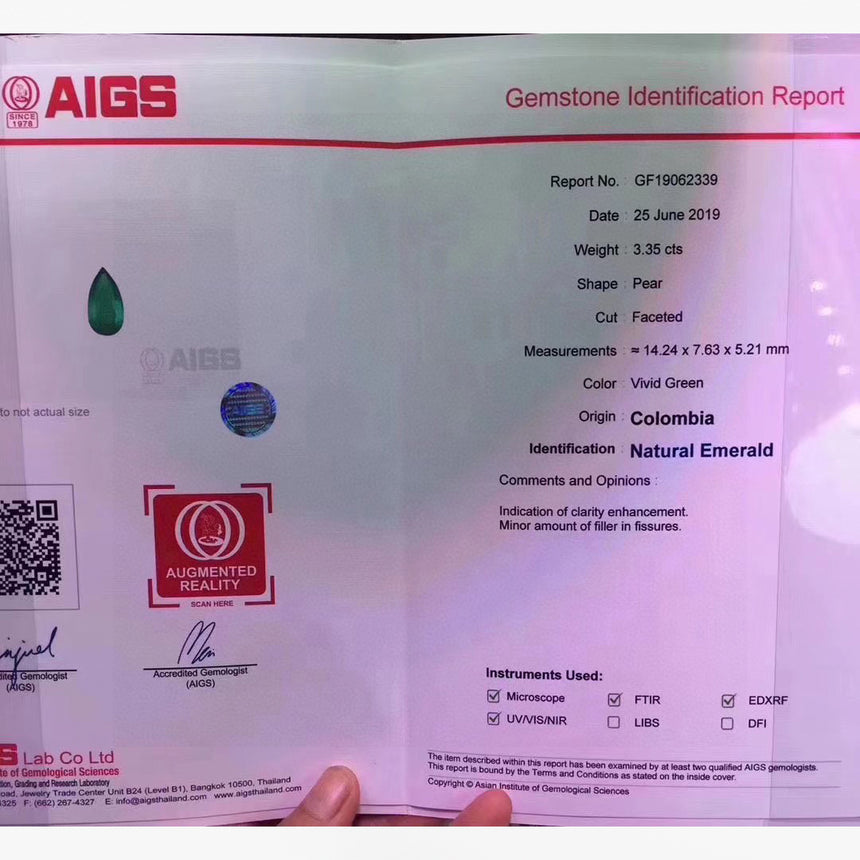 AIGS
SINCE
1978
Gemstone Identification Report
Report No. : GF19062339
Date : 25 June 2019
Weight : 3.35 cts
Shape : Pear
Cut : Faceted
Measurements : ≈ 14.24 x 7.63 x 5.21 mm
Color : Vivid Green
Origin : Colombia
Identification : Natural Emerald
Comments and Opinions :
Indication of clarity enhancement.
Minor amount of filler in fissures.
AIGS
AIGS
to not actual size
AUGMENTED
REALITY
SCAN HERE
Gemologist
(AIGS)
Accredited Gemologist
(AIGS)
Instruments Used:
☑ Microscope ☑ FTIR ☑ EDXRF
☑ UV/VIS/NIR ☐ LIBS ☐ DFI
S Lab Co Ltd
te of Gemological Sciences
tion, Grading and Research Laboratory
oad, Jewelry Trade Center Unit B24 (Level B1), Bangkok 10500, Thailand
4325 F: (662) 267-4327 E: info@aigsthailand.com www.aigsthailand.com
The item described within this report has been examined by at least two qualified AIGS gemologists.
This report is bound by the Terms and Conditions as stated on the inside cover.
Copyright © Asian Institute of Gemological Sciences